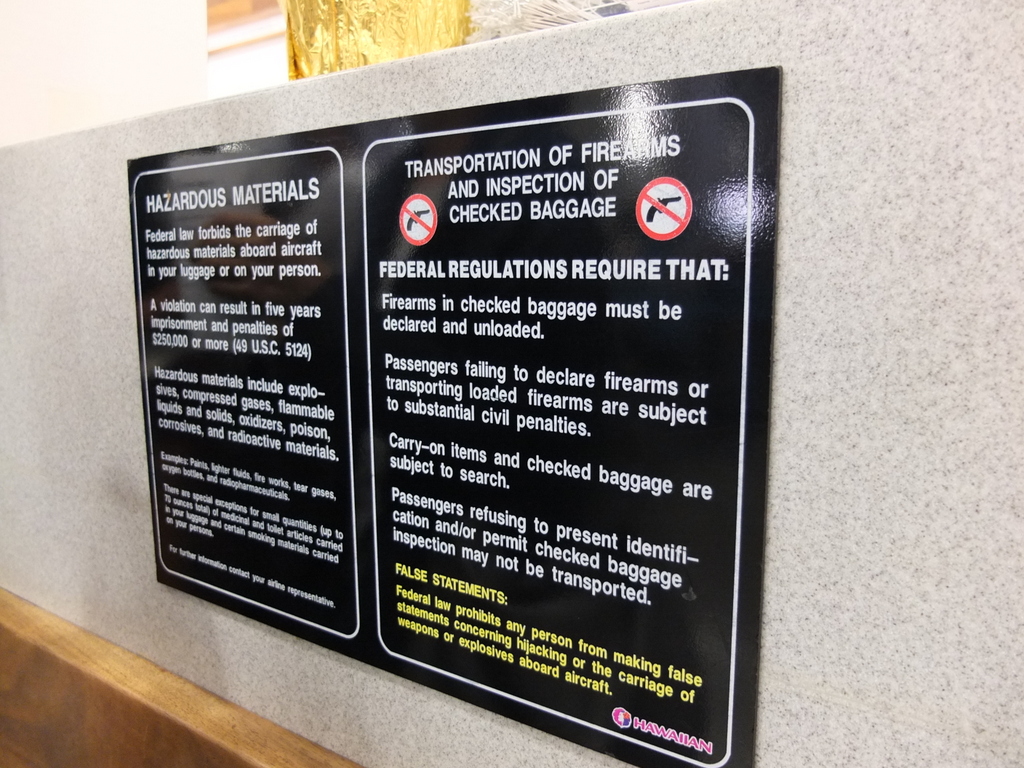 HAZARDOUS MATERIALS
Federal law forbids the carriage of
hazardous materials aboard aircraft
in your luggage or on your person.
A violation can result in five years
imprisonment and penalties of
$250,000 or more (49 U.S.C. 5124)
Hazardous materials include explo-
sives, compressed gases, flammable
liquids and solids, oxidizers, poison,
corrosives, and radioactive materials.
Examples: Paints, lighter fluids, fire works, tear gases,
oxygen bottles, and radiopharmaceuticals.
There are special exceptions for small quantities (up to
70 ounces total) of medicinal and toilet articles carried
in your luggage and certain smoking materials carried
on your persons.
For further information contact your airline representative.
TRANSPORTATION OF FIREARMS
AND INSPECTION OF
CHECKED BAGGAGE
FEDERAL REGULATIONS REQUIRE THAT:
Firearms in checked baggage must be
declared and unloaded.
Passengers failing to declare firearms or
transporting loaded firearms are subject
to substantial civil penalties.
Carry-on items and checked baggage are
subject to search.
Passengers refusing to present identifi-
cation and/or permit checked baggage
inspection may not be transported.
FALSE STATEMENTS:
Federal law prohibits any person from making false
statements concerning hijacking or the carriage of
weapons or explosives aboard aircraft.
HAWAIIAN